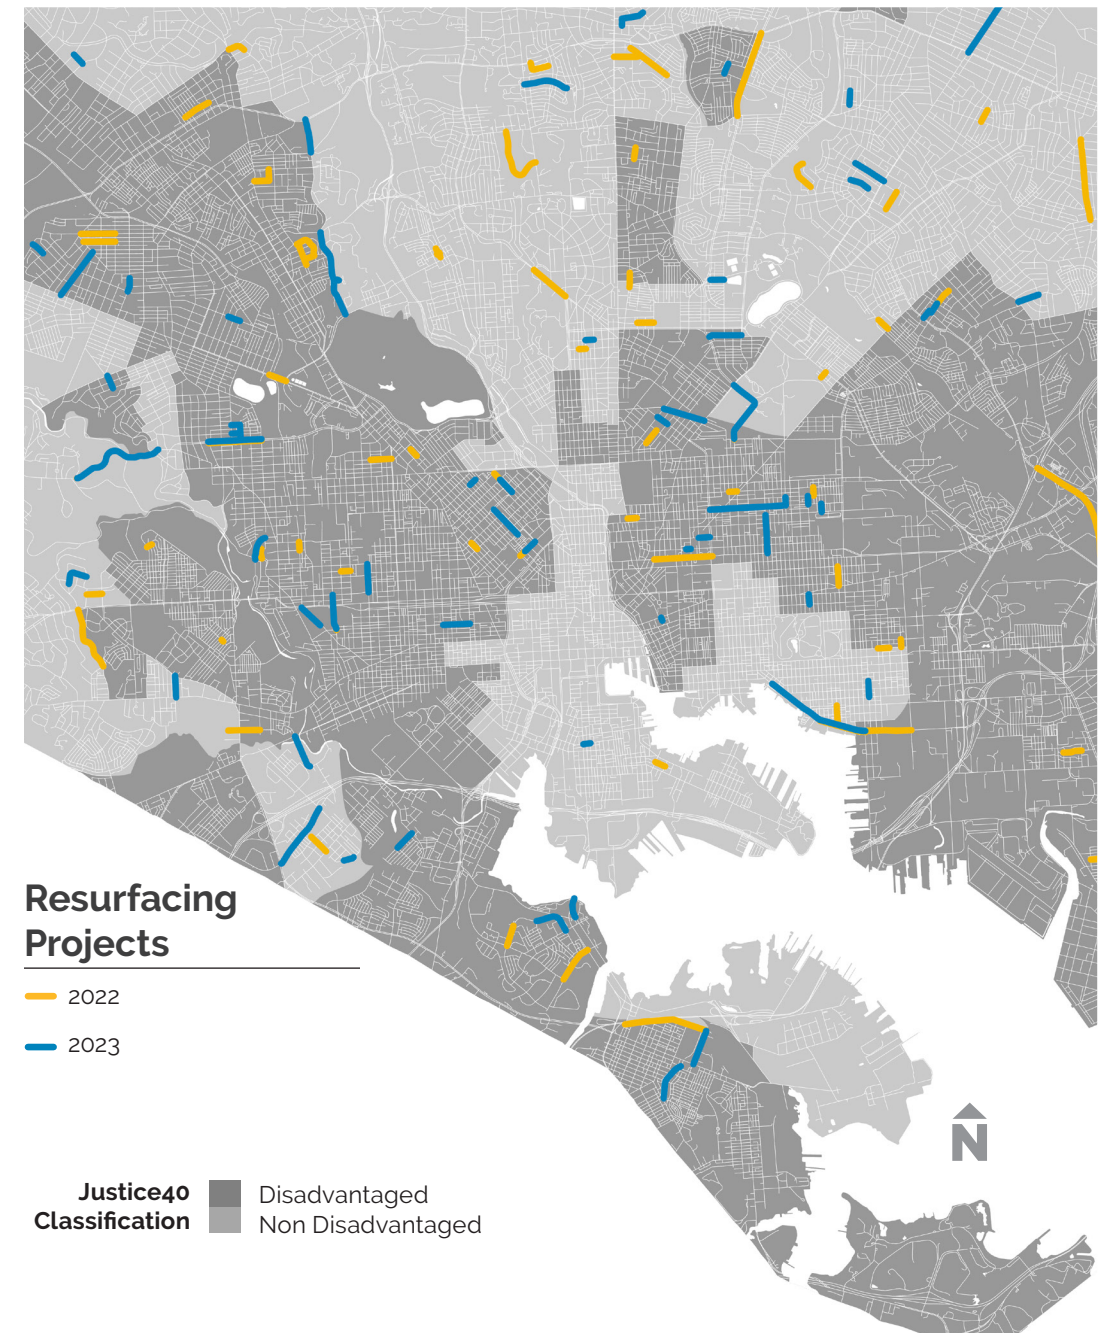 Resurfacing
Projects
2022
2023
N
Justice40
Classification
Disadvantaged
Non Disadvantaged